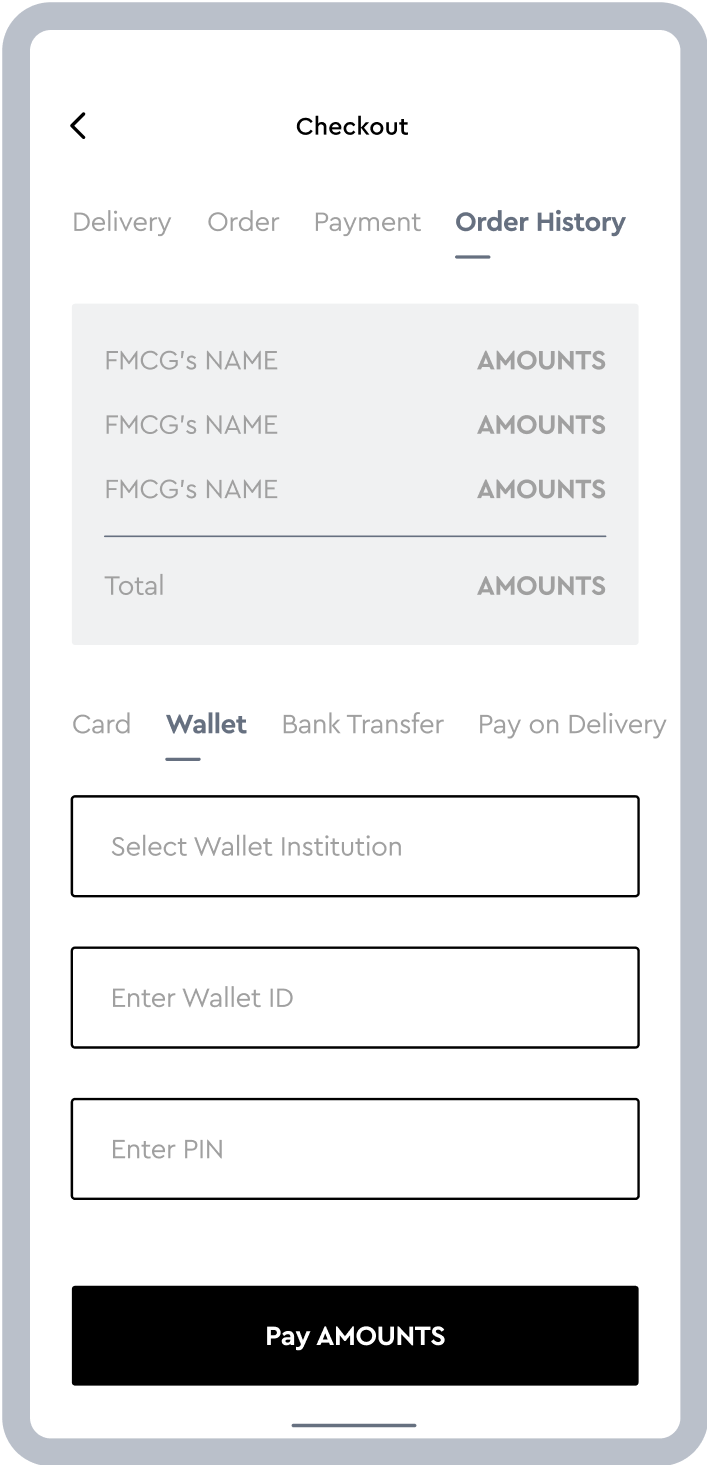 Checkout
Delivery Order Payment Order History
FMCG's NAME AMOUNTS
FMCG's NAME AMOUNTS
FMCG's NAME AMOUNTS
Total AMOUNTS
Card Wallet Bank Transfer Pay on Delivery
Select Wallet Institution
Enter Wallet ID
Enter PIN
Pay AMOUNTS